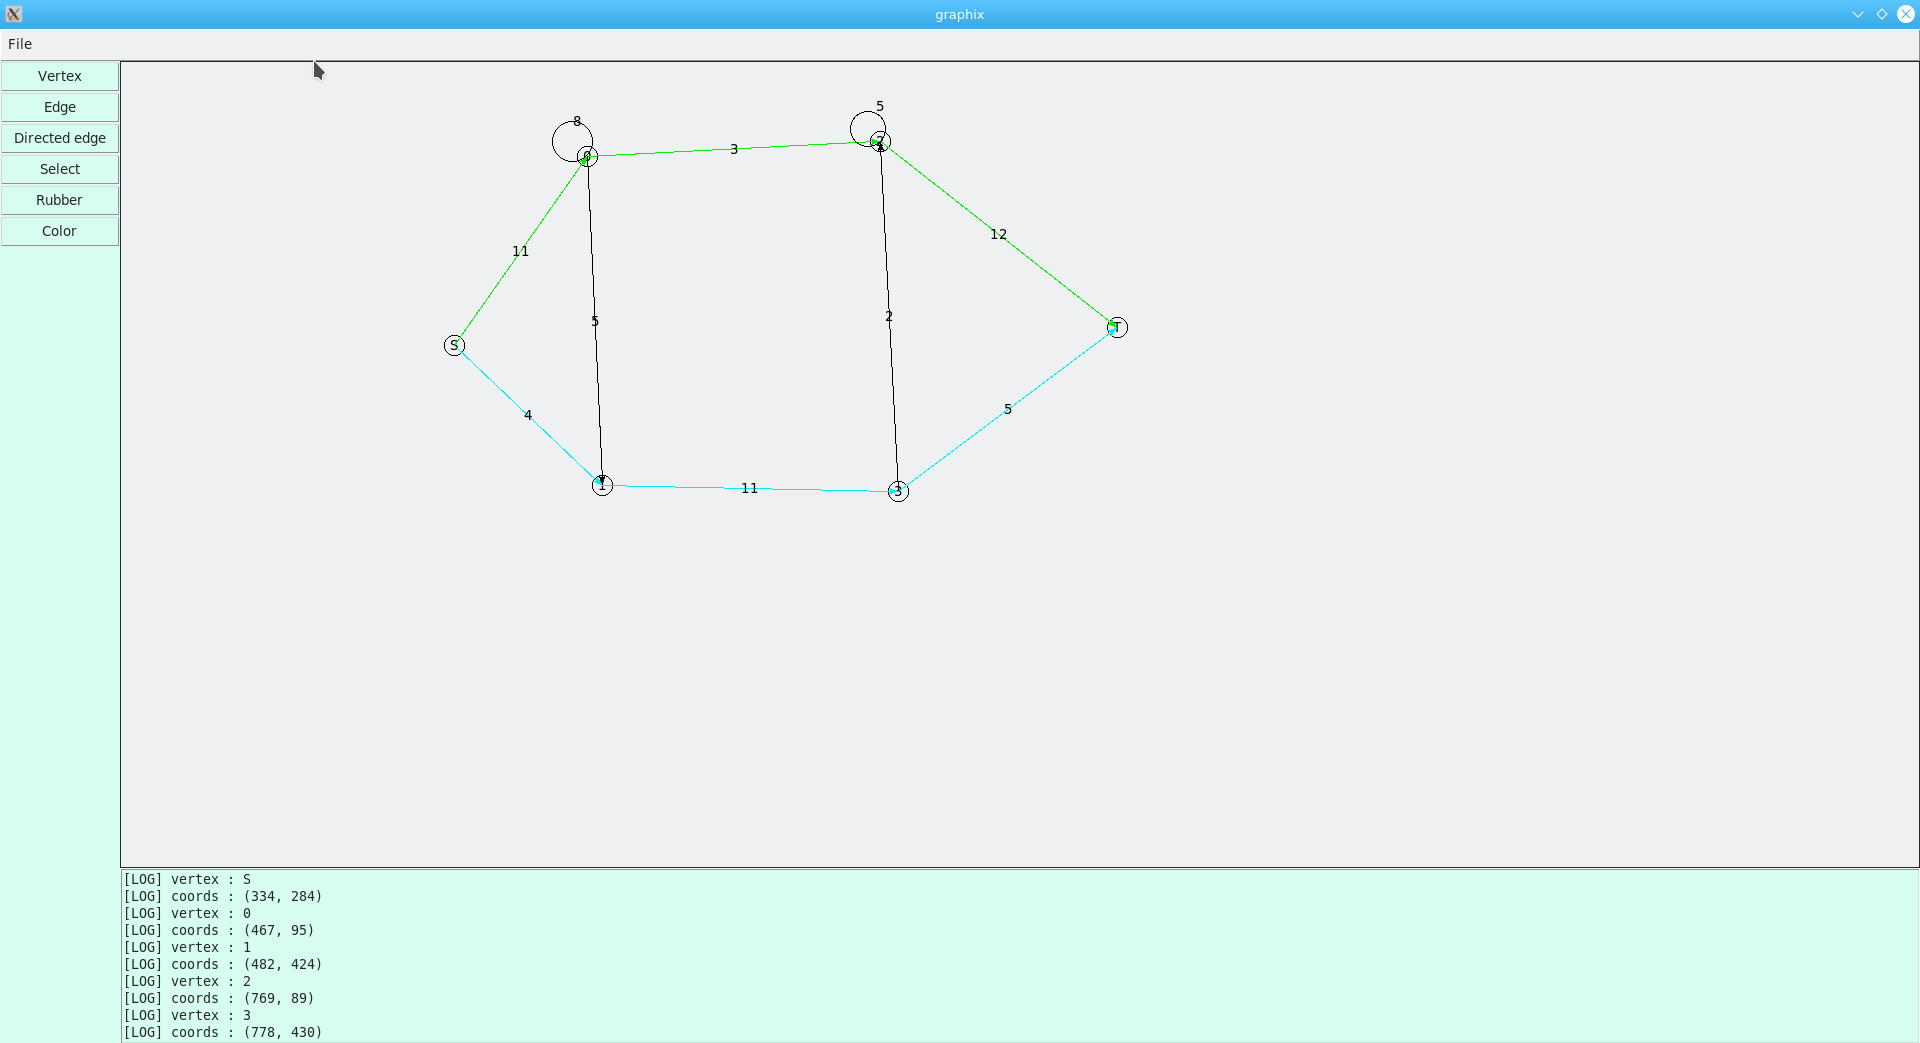 graphix
File
Vertex
Edge
Directed edge
Select
Rubber
Color
5
8
0
2
3
12
11
5
2
T
S
4
5
1
11
3
[LOG] vertex : S
[LOG] coords : (334, 284)
[LOG] vertex : 0
[LOG] coords : (467, 95)
[LOG] vertex : 1
[LOG] coords : (482, 424)
[LOG] vertex : 2
[LOG] coords : (769, 89)
[LOG] vertex : 3
[LOG] coords : (778, 430)